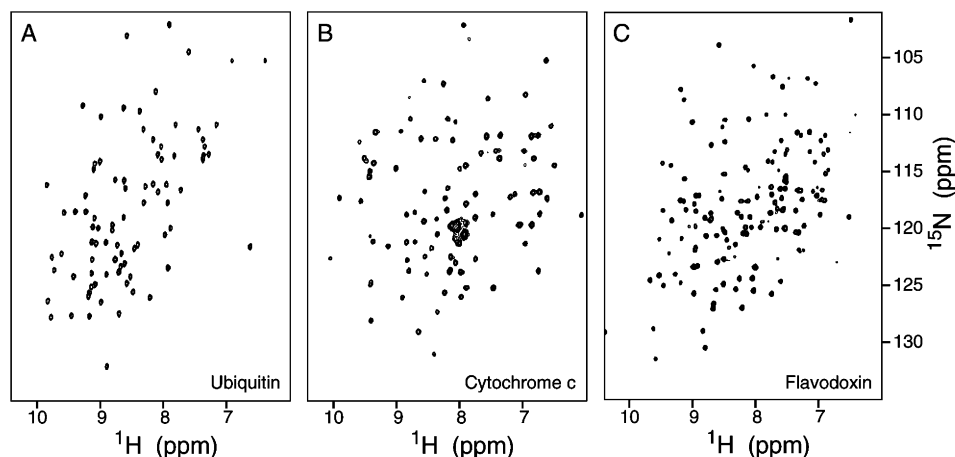 A B C
105
110
115
120
125
130
¹⁵N (ppm)
Ubiquitin Cytochrome c Flavodoxin
10 9 8 7 10 9 8 7 10 9 8 7
¹H (ppm) ¹H (ppm) ¹H (ppm)